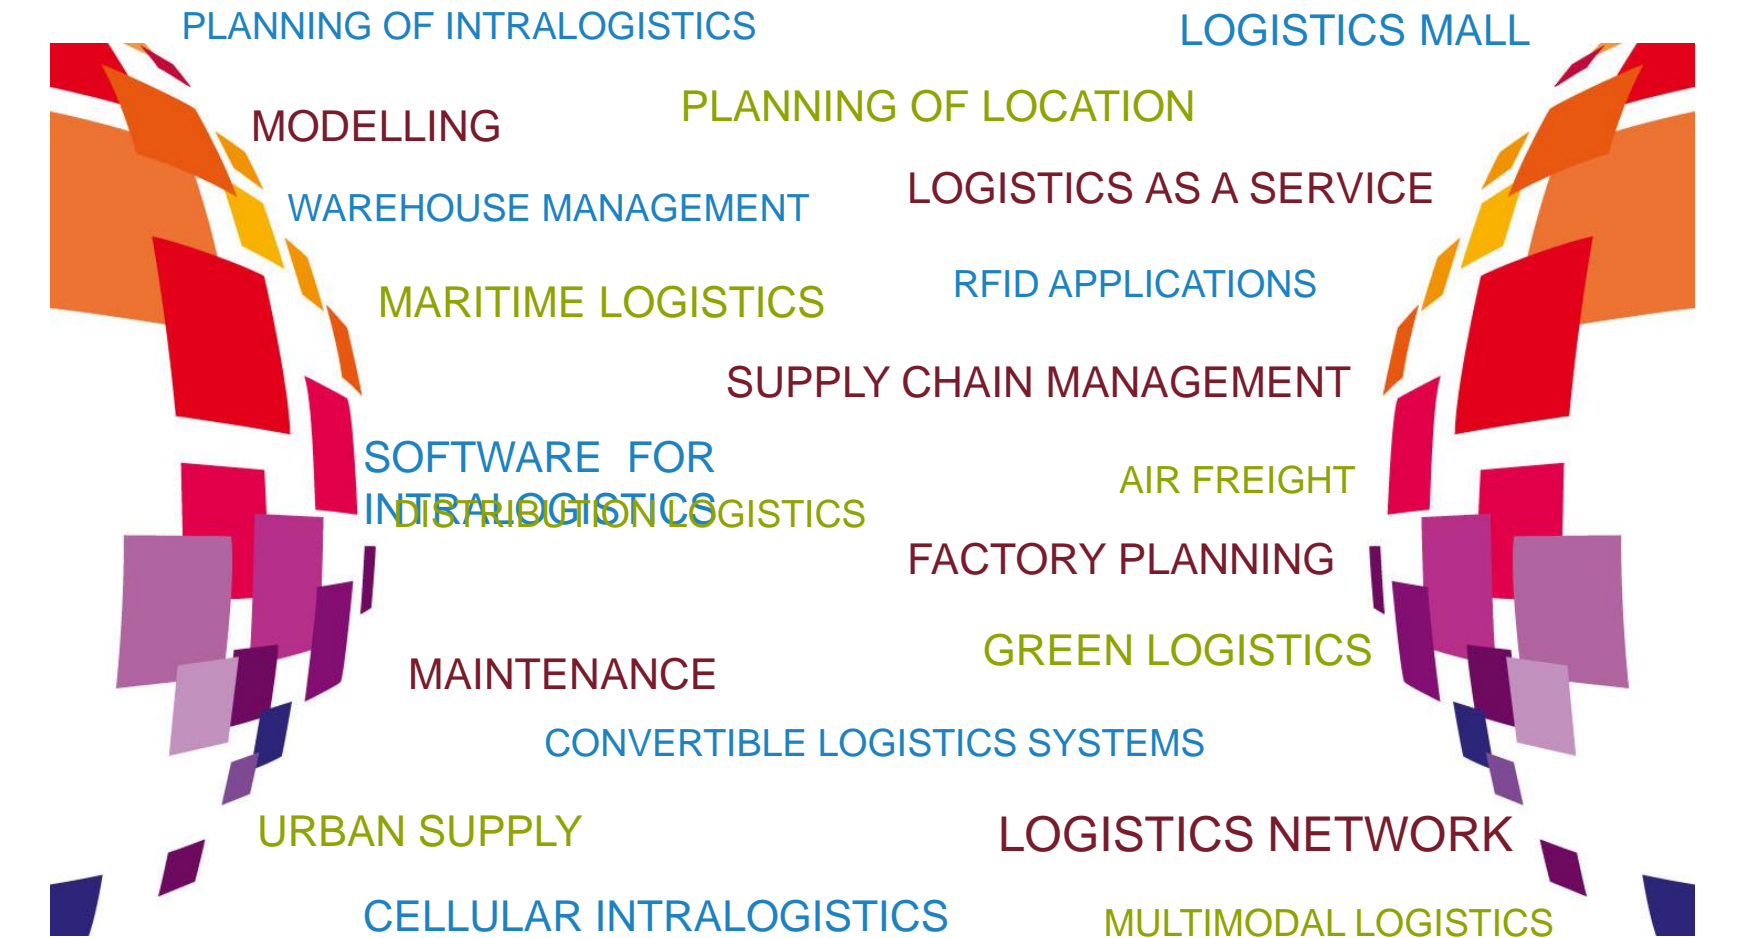 PLANNING OF INTRALOGISTICS
LOGISTICS MALL
MODELLING
PLANNING OF LOCATION
LOGISTICS AS A SERVICE
WAREHOUSE MANAGEMENT
RFID APPLICATIONS
MARITIME LOGISTICS
SUPPLY CHAIN MANAGEMENT
SOFTWARE FOR
INTRALOGISTICS
AIR FREIGHT
DISTRIBUTION LOGISTICS
FACTORY PLANNING
GREEN LOGISTICS
MAINTENANCE
CONVERTIBLE LOGISTICS SYSTEMS
URBAN SUPPLY
LOGISTICS NETWORK
CELLULAR INTRALOGISTICS
MULTIMODAL LOGISTICS